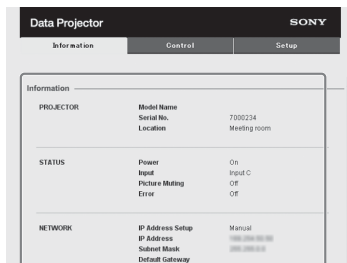 Data Projector SONY
Information Control Setup
Information
PROJECTOR Model Name
Serial No. 7000234
Location Meeting room
STATUS Power On
Input Input C
Picture Muting Off
Error Off
NETWORK IP Address Setup Manual
IP Address
Subnet Mask
Default Gateway